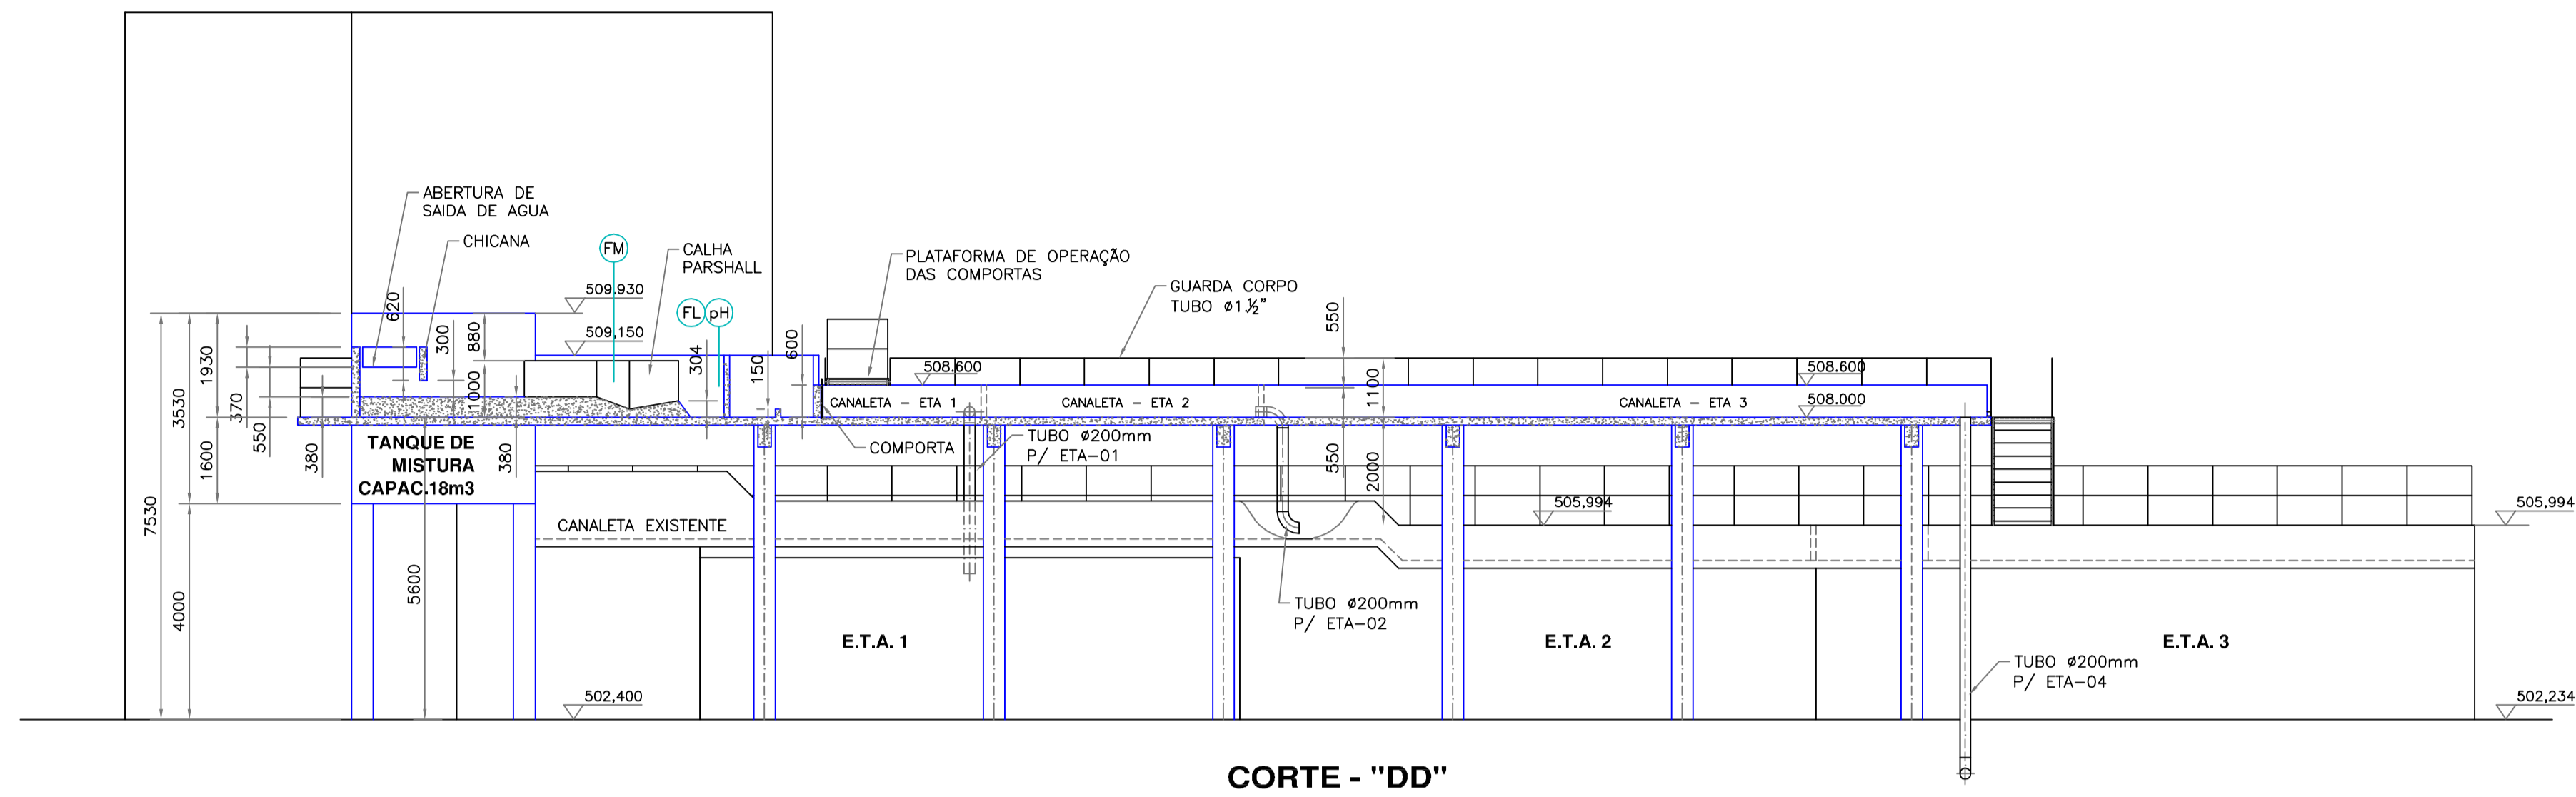 ABERTURA DE
SAIDA DE AGUA
CHICANA
FM
CALHA
PARSHALL
FL
pH
509.930
509,150
PLATAFORMA DE OPERAÇÃO
DAS COMPORTAS
GUARDA CORPO
TUBO ø1.½"
620
300
880
1000
304
150
600
550
1100
508.600
508.600
508.000
CANALETA - ETA 1
CANALETA - ETA 2
CANALETA - ETA 3
7530
3530
4000
1930
1600
370
550
380
380
5600
TANQUE DE
MISTURA
CAPAC.18m3
COMPORTA
TUBO ø200mm
P/ ETA-01
550
2000
CANALETA EXISTENTE
505,994
505,994
TUBO ø200mm
P/ ETA-02
E.T.A. 1
E.T.A. 2
E.T.A. 3
TUBO ø200mm
P/ ETA-04
502,400
502,234
CORTE - "DD"